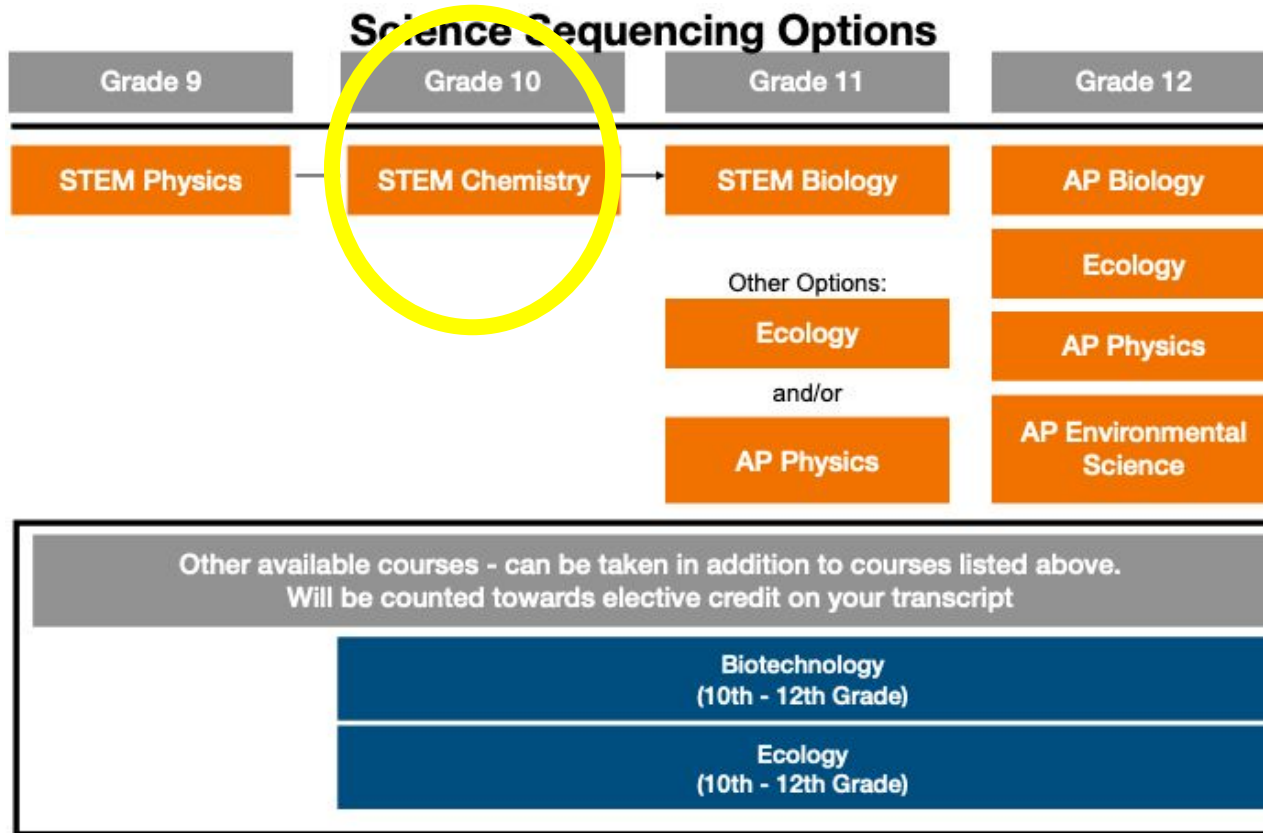 Science Sequencing Options
Grade 9
Grade 10
Grade 11
Grade 12
STEM Physics
STEM Chemistry
STEM Biology
AP Biology
Other Options:
Ecology
and/or
AP Physics
Ecology
AP Physics
AP Environmental
Science
Other available courses - can be taken in addition to courses listed above.
Will be counted towards elective credit on your transcript
Biotechnology
(10th - 12th Grade)
Ecology
(10th - 12th Grade)